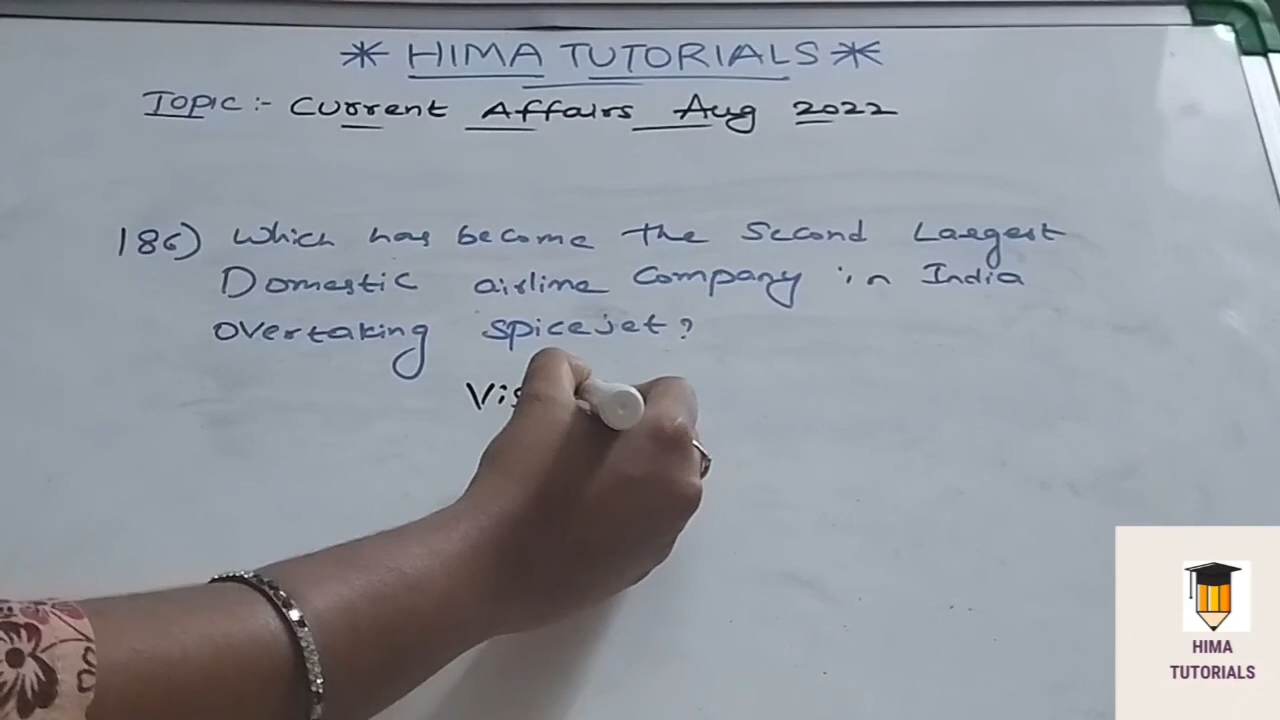 * HIMA TUTORIALS *
Topic:- Current Affairs Aug 2022
186) Which has become the Second Largest
Domestic airline Company in India
overtaking spicejet?
Vis
HIMA
TUTORIALS